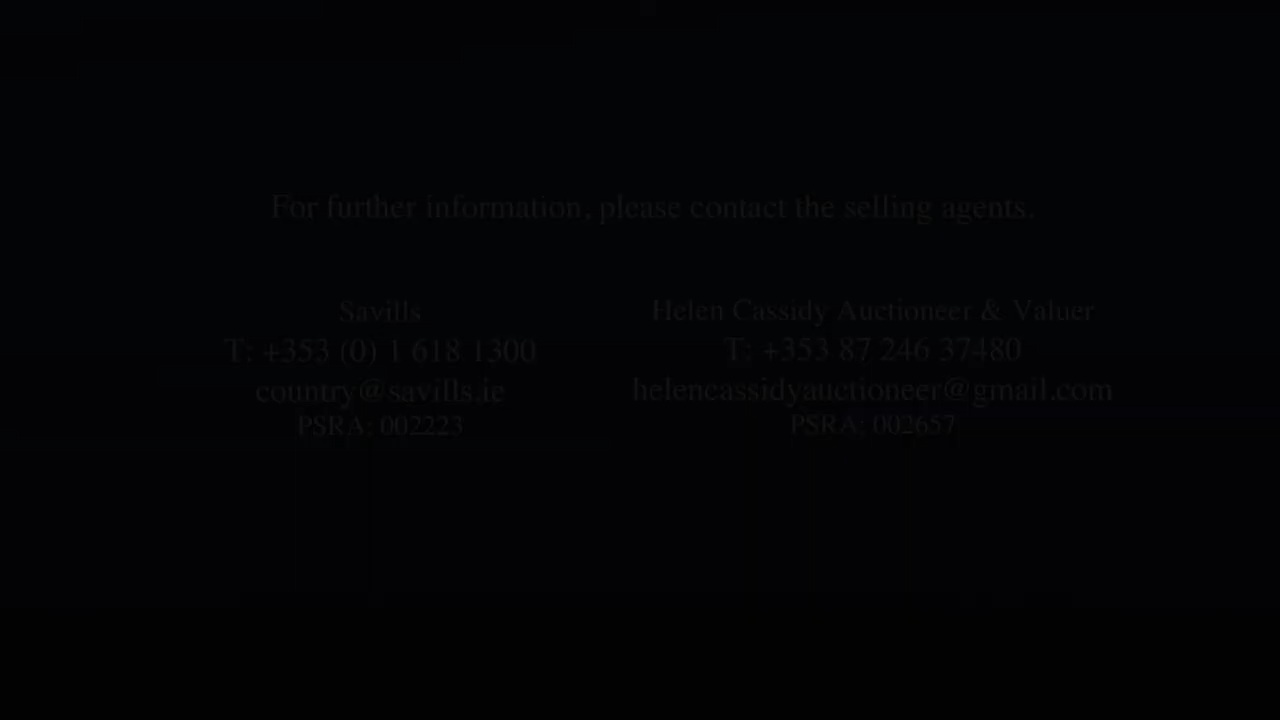 For further information, please contact the selling agents.
Savills
T: +353 (0) 1 618 1300
country@savills.ie
PSRA: 002223
Helen Cassidy Auctioneer & Valuer
T: +353 87 246 37480
helencassidyauctioneer@gmail.com
PSRA: 002657